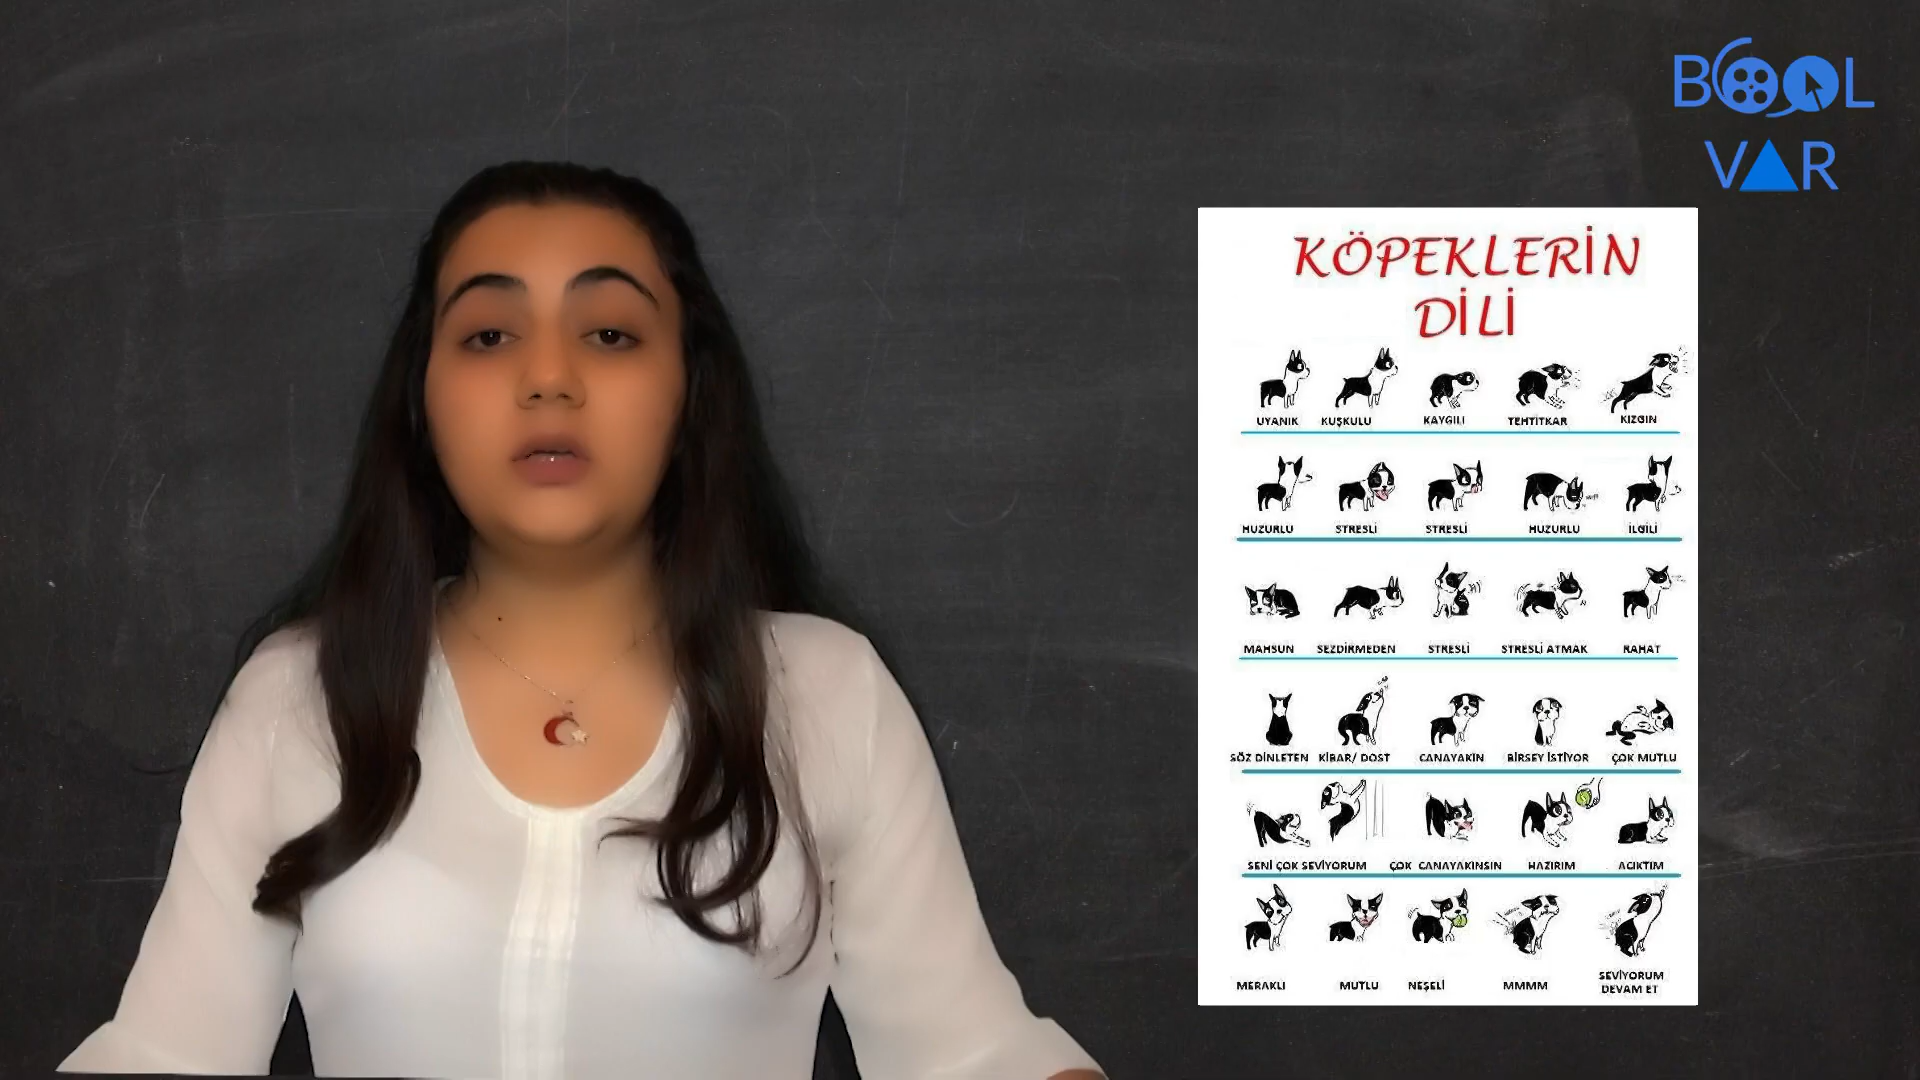 BOOL
VAR
KÖPEKLERİN
DİLİ
UYANIK KUŞKULU KAYGILI TEHTİTKAR KIZGIN
HUZURLU STRESLİ STRESLİ HUZURLU İLGİLİ
MAHSUN SEZDİRMEDEN STRESLİ STRESLİ ATMAK RAHAT
SÖZ DİNLETEN KİBAR/ DOST CANAYAKIN BİRSEY İSTİYOR ÇOK MUTLU
SENİ ÇOK SEVİYORUM ÇOK CANAYAKINSIN HAZIRIM ACIKTIM
MERAKLI MUTLU NEŞELİ MMMM SEVİYORUM
DEVAM ET